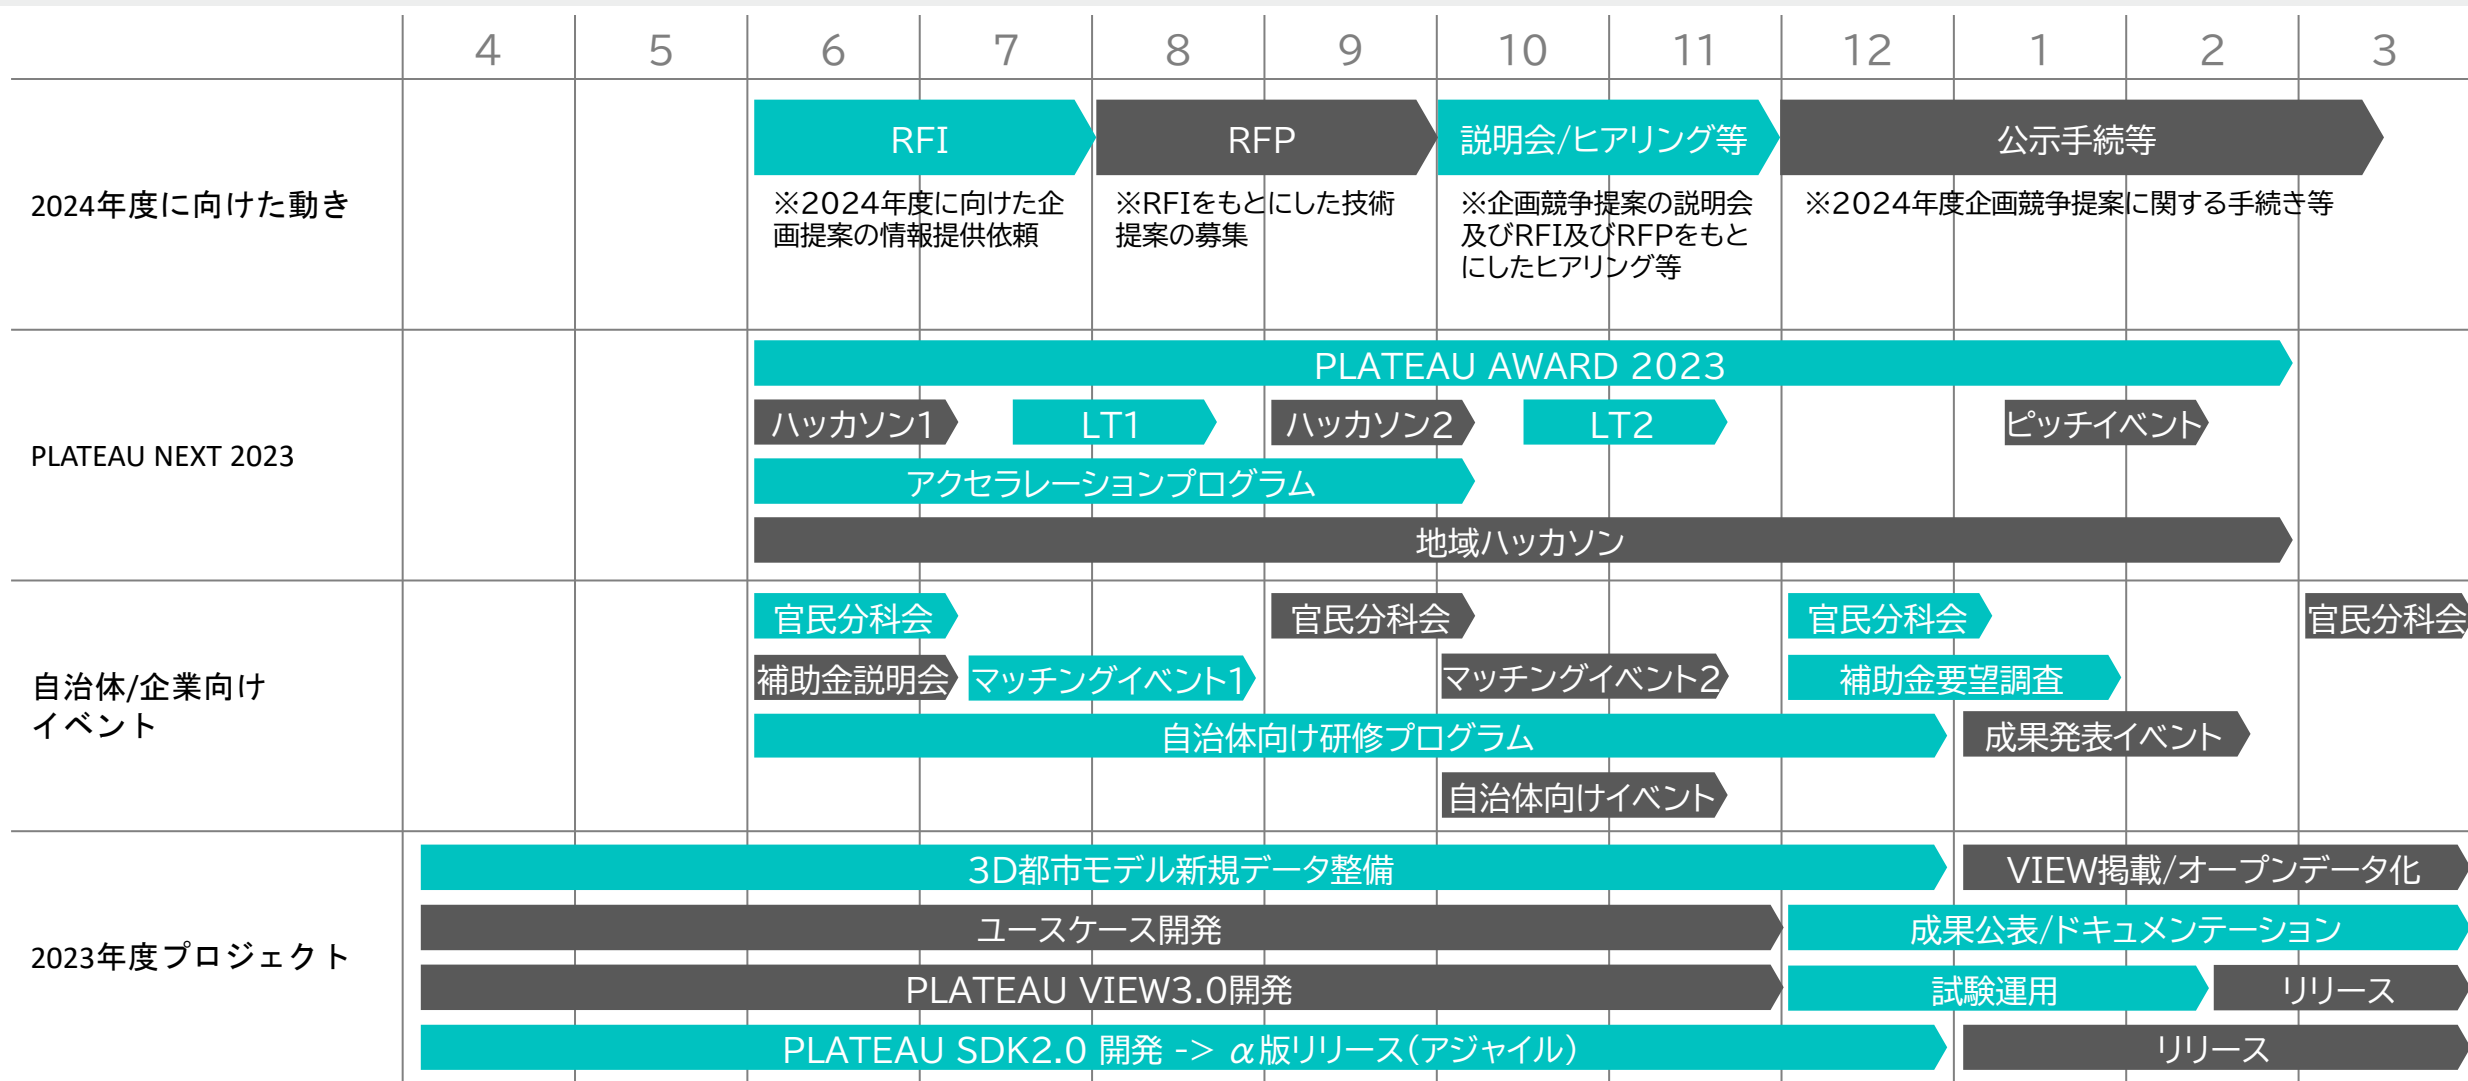 4 5 6 7 8 9 10 11 12 1 2 3
2024年度に向けた動き
RFI
RFP
説明会/ヒアリング等
公示手続等
※2024年度に向けた企
画提案の情報提供依頼
※RFIをもとにした技術
提案の募集
※企画競争提案の説明会
及びRFI及びRFPをもと
にしたヒアリング等
※2024年度企画競争提案に関する手続き等
PLATEAU NEXT 2023
PLATEAU AWARD 2023
ハッカソン1
LT1
ハッカソン2
LT2
ピッチイベント
アクセラレーションプログラム
地域ハッカソン
自治体/企業向け
イベント
官民分科会
官民分科会
官民分科会
官民分科会
補助金説明会
マッチングイベント1
マッチングイベント2
補助金要望調査
自治体向け研修プログラム
成果発表イベント
自治体向けイベント
2023年度プロジェクト
3D都市モデル新規データ整備
VIEW掲載/オープンデータ化
ユースケース開発
成果公表/ドキュメンテーション
PLATEAU VIEW3.0開発
試験運用
リリース
PLATEAU SDK2.0 開発 -> α版リリース(アジャイル)
リリース